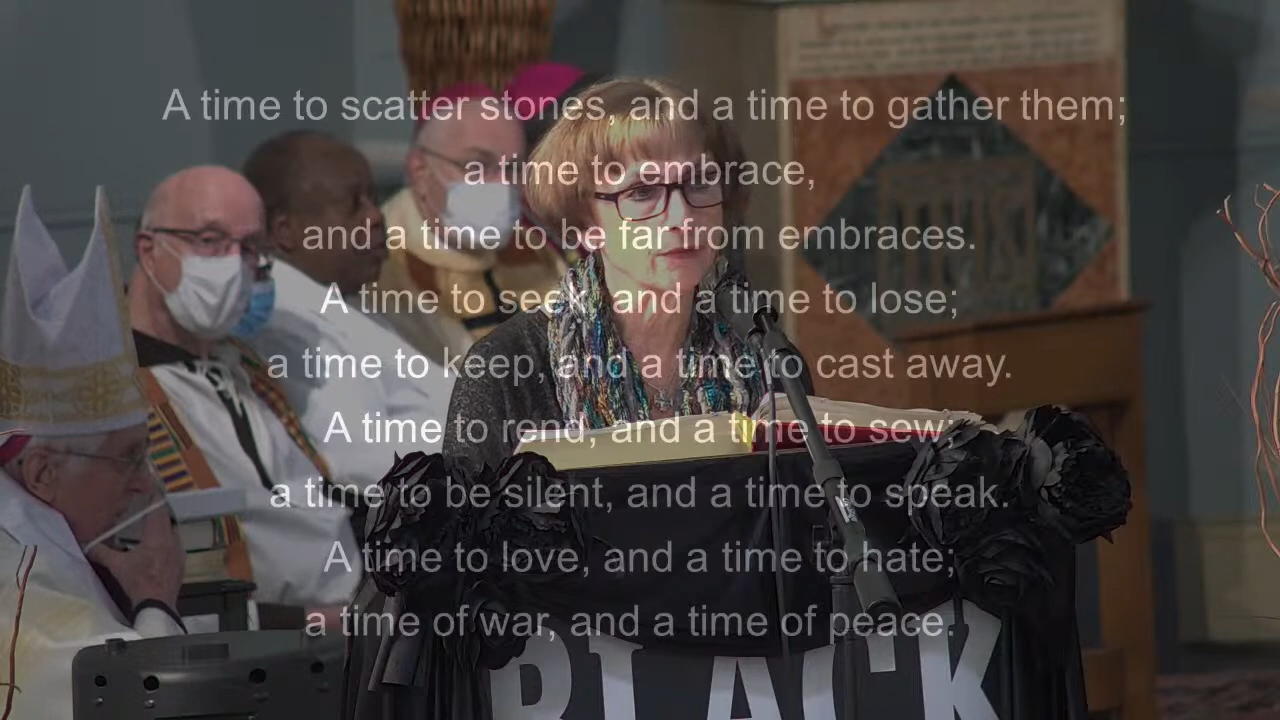 A time to scatter stones, and a time to gather them;
a time to embrace,
and a time to be far from embraces.
A time to seek, and a time to lose;
a time to keep, and a time to cast away.
A time to rend, and a time to sew;
a time to be silent, and a time to speak.
A time to love, and a time to hate;
a time of war, and a time of peace.
BLACK